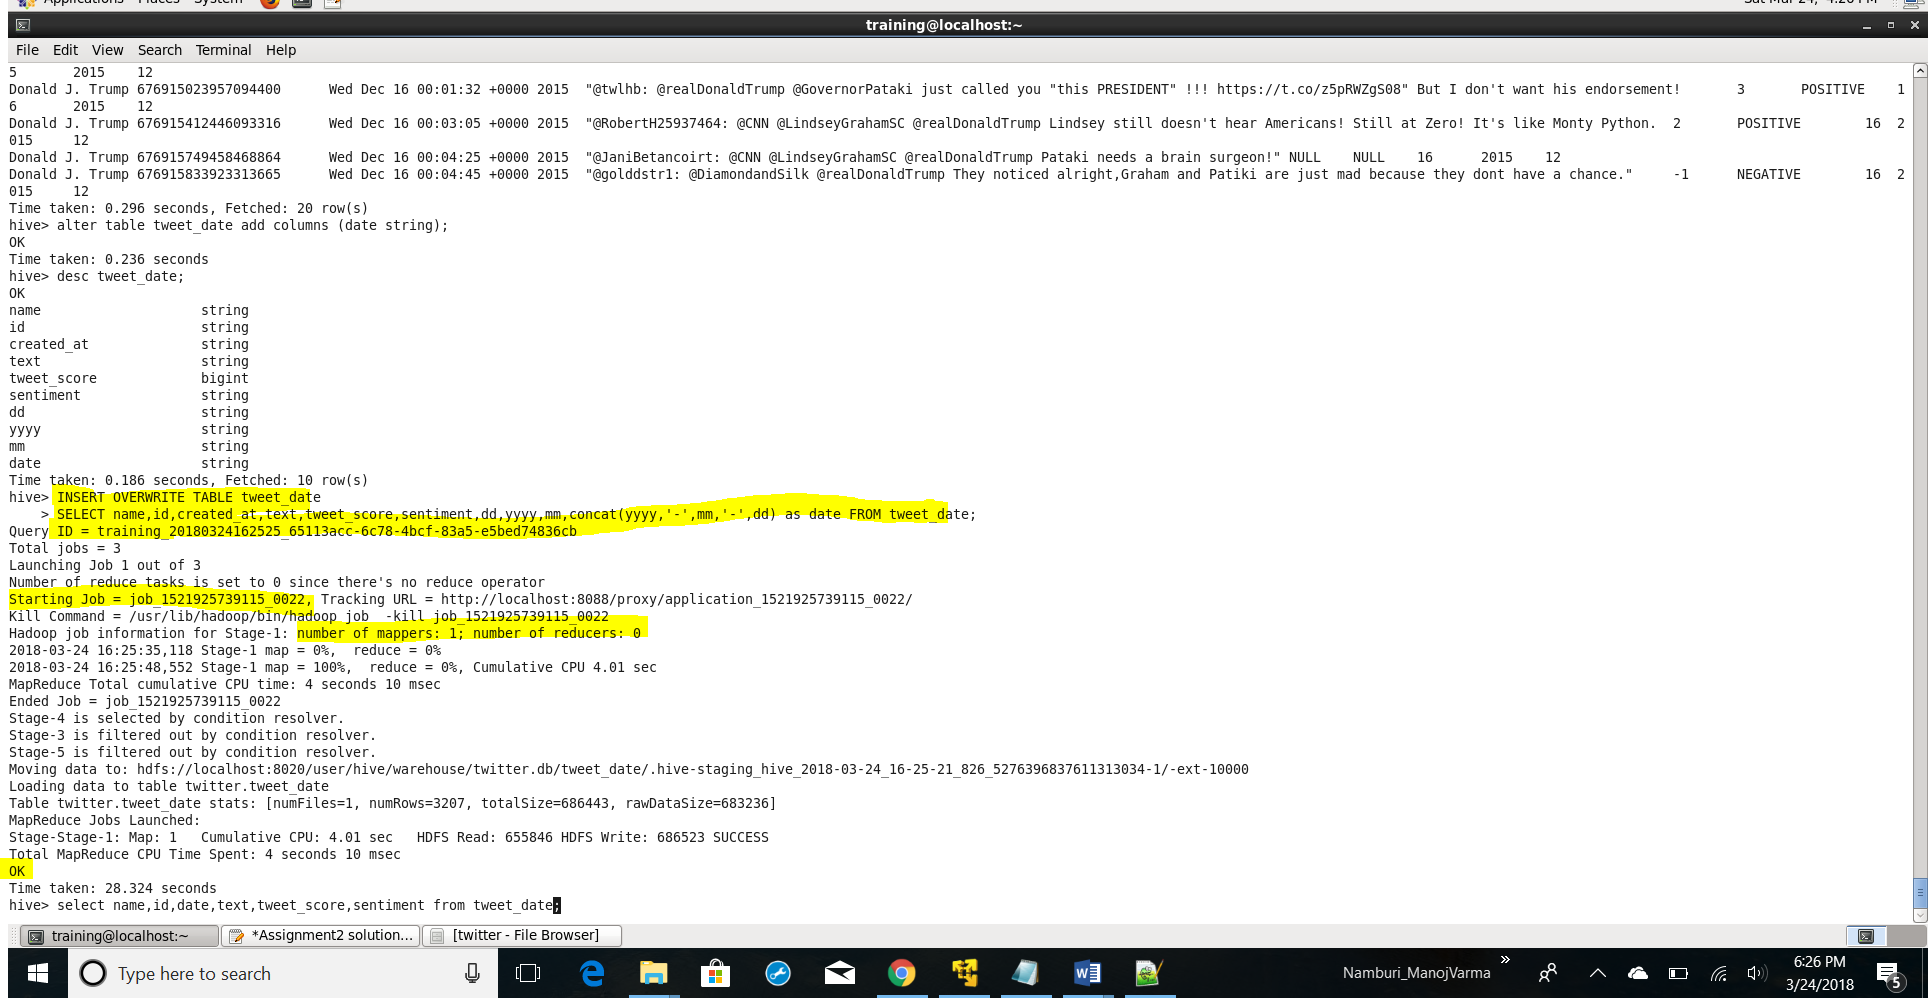 Applications Places System
Sat Mar 24, 4:26 PM
training@localhost:~
File Edit View Search Terminal Help
5 2015 12
Donald J. Trump 676915023957094400 Wed Dec 16 00:01:32 +0000 2015 "@twlhb: @realDonaldTrump @GovernorPataki just called you "this PRESIDENT" !!! https://t.co/z5pRWZgS08" But I don't want his endorsement! 3 POSITIVE 1
6 2015 12
Donald J. Trump 676915412446093316 Wed Dec 16 00:03:05 +0000 2015 "@RobertH25937464: @CNN @LindseyGrahamSC @realDonaldTrump Lindsey still doesn't hear Americans! Still at Zero! It's like Monty Python. 2 POSITIVE 16 2
015 12
Donald J. Trump 676915749458468864 Wed Dec 16 00:04:25 +0000 2015 "@JaniBetancoirt: @CNN @LindseyGrahamSC @realDonaldTrump Pataki needs a brain surgeon!" NULL NULL 16 2015 12
Donald J. Trump 676915833923313665 Wed Dec 16 00:04:45 +0000 2015 "@golddstr1: @DiamondandSilk @realDonaldTrump They noticed alright,Graham and Patiki are just mad because they dont have a chance." -1 NEGATIVE 16 2
015 12
Time taken: 0.296 seconds, Fetched: 20 row(s)
hive> alter table tweet_date add columns (date string);
OK
Time taken: 0.236 seconds
hive> desc tweet_date;
OK
name string
id string
created_at string
text string
tweet_score bigint
sentiment string
dd string
yyyy string
mm string
date string
Time taken: 0.186 seconds, Fetched: 10 row(s)
hive> INSERT OVERWRITE TABLE tweet_date
> SELECT name,id,created_at,text,tweet_score,sentiment,dd,yyyy,mm,concat(yyyy,'-',mm,'-',dd) as date FROM tweet_date;
Query ID = training_20180324162525_65113acc-6c78-4bcf-83a5-e5bed74836cb
Total jobs = 3
Launching Job 1 out of 3
Number of reduce tasks is set to 0 since there's no reduce operator
Starting Job = job_1521925739115_0022, Tracking URL = http://localhost:8088/proxy/application_1521925739115_0022/
Kill Command = /usr/lib/hadoop/bin/hadoop job -kill job_1521925739115_0022
Hadoop job information for Stage-1: number of mappers: 1; number of reducers: 0
2018-03-24 16:25:35,118 Stage-1 map = 0%, reduce = 0%
2018-03-24 16:25:48,552 Stage-1 map = 100%, reduce = 0%, Cumulative CPU 4.01 sec
MapReduce Total cumulative CPU time: 4 seconds 10 msec
Ended Job = job_1521925739115_0022
Stage-4 is selected by condition resolver.
Stage-3 is filtered out by condition resolver.
Stage-5 is filtered out by condition resolver.
Moving data to: hdfs://localhost:8020/user/hive/warehouse/twitter.db/tweet_date/.hive-staging_hive_2018-03-24_16-25-21_826_5276396837611313034-1/-ext-10000
Loading data to table twitter.tweet_date
Table twitter.tweet_date stats: [numFiles=1, numRows=3207, totalSize=686443, rawDataSize=683236]
MapReduce Jobs Launched:
Stage-Stage-1: Map: 1 Cumulative CPU: 4.01 sec HDFS Read: 655846 HDFS Write: 686523 SUCCESS
Total MapReduce CPU Time Spent: 4 seconds 10 msec
OK
Time taken: 28.324 seconds
hive> select name,id,date,text,tweet_score,sentiment from tweet_date;
training@localhost:~
*Assignment2 solution...
[twitter - File Browser]
Type here to search
Namburi_ManojVarma
6:26 PM
3/24/2018
5